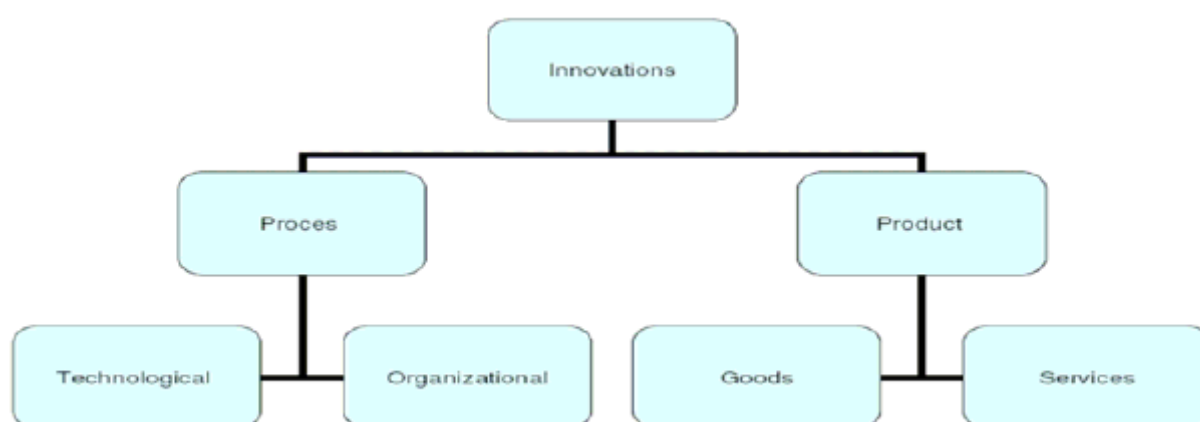 Innovations
Proces
Product
Technological
Organizational
Goods
Services